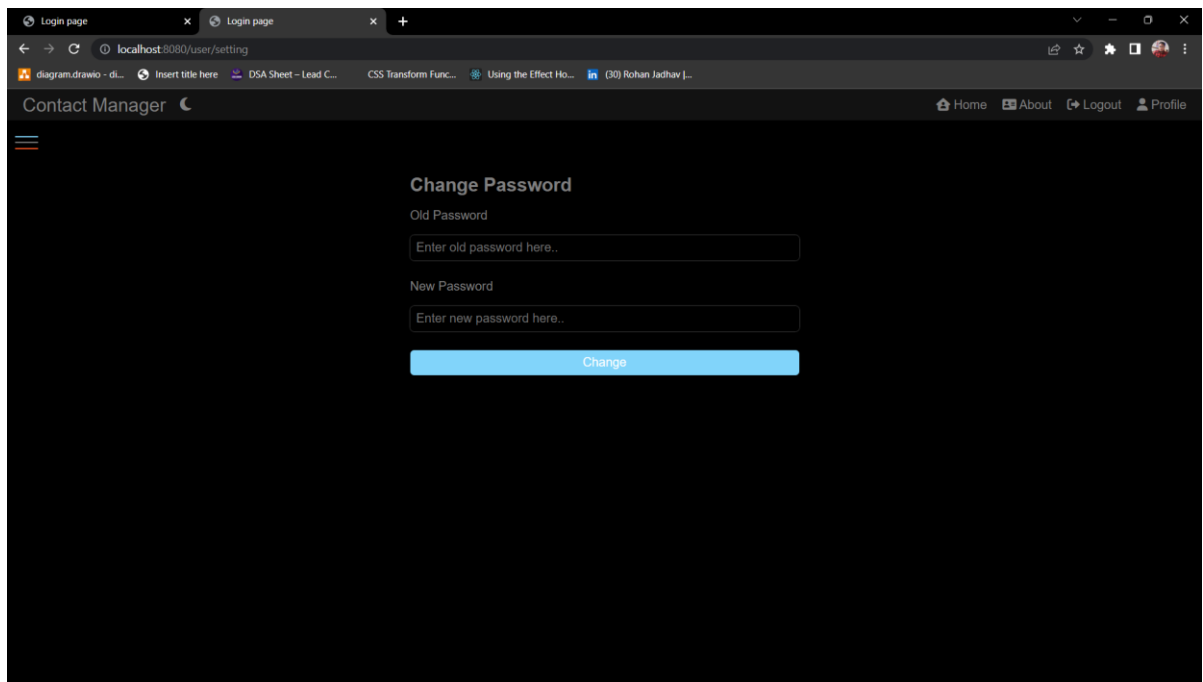 Login page Login page
localhost:8080/user/setting
diagram.drawio - di... Insert title here DSA Sheet – Lead C... CSS Transform Func... Using the Effect Ho... (30) Rohan Jadhav |...
Contact Manager Home About Logout Profile
Change Password
Old Password
Enter old password here..
New Password
Enter new password here..
Change